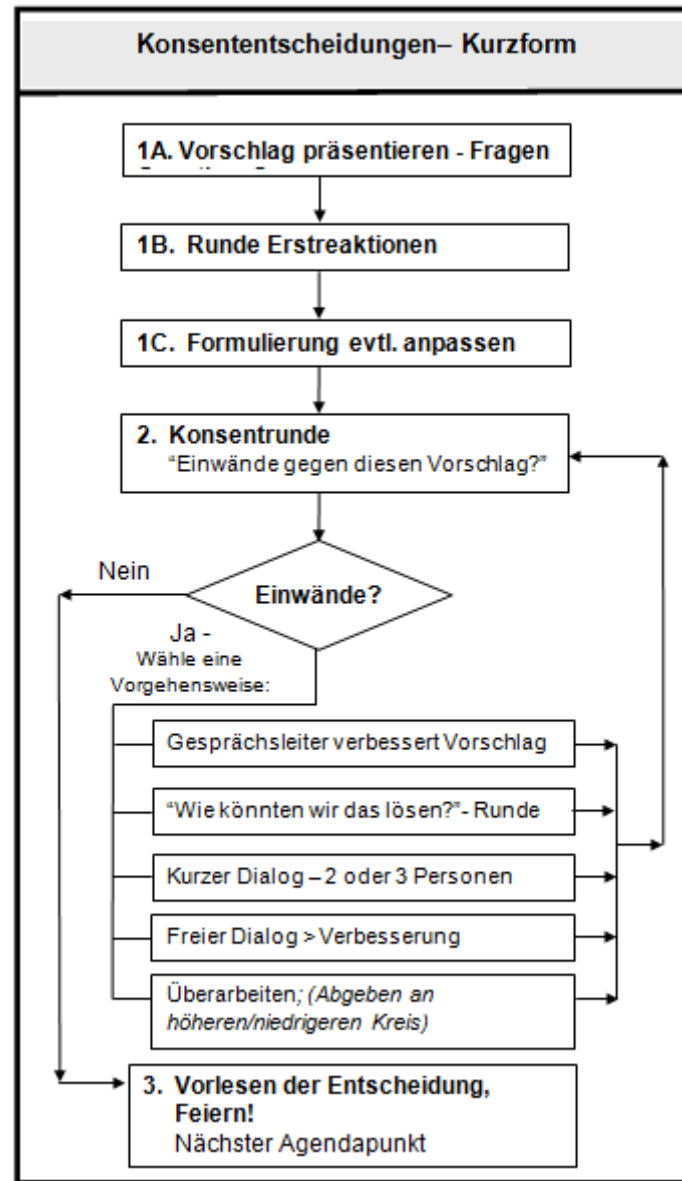 Konsententscheidungen– Kurzform
1A. Vorschlag präsentieren - Fragen
1B. Runde Erstreaktionen
1C. Formulierung evtl. anpassen
2. Konsentrunde
“Einwände gegen diesen Vorschlag?”
Nein
Einwände?
Ja -
Wähle eine
Vorgehensweise:
Gesprächsleiter verbessert Vorschlag
“Wie könnten wir das lösen?”- Runde
Kurzer Dialog – 2 oder 3 Personen
Freier Dialog > Verbesserung
Überarbeiten; (Abgeben an
höheren/niedrigeren Kreis)
3. Vorlesen der Entscheidung,
Feiern!
Nächster Agendapunkt